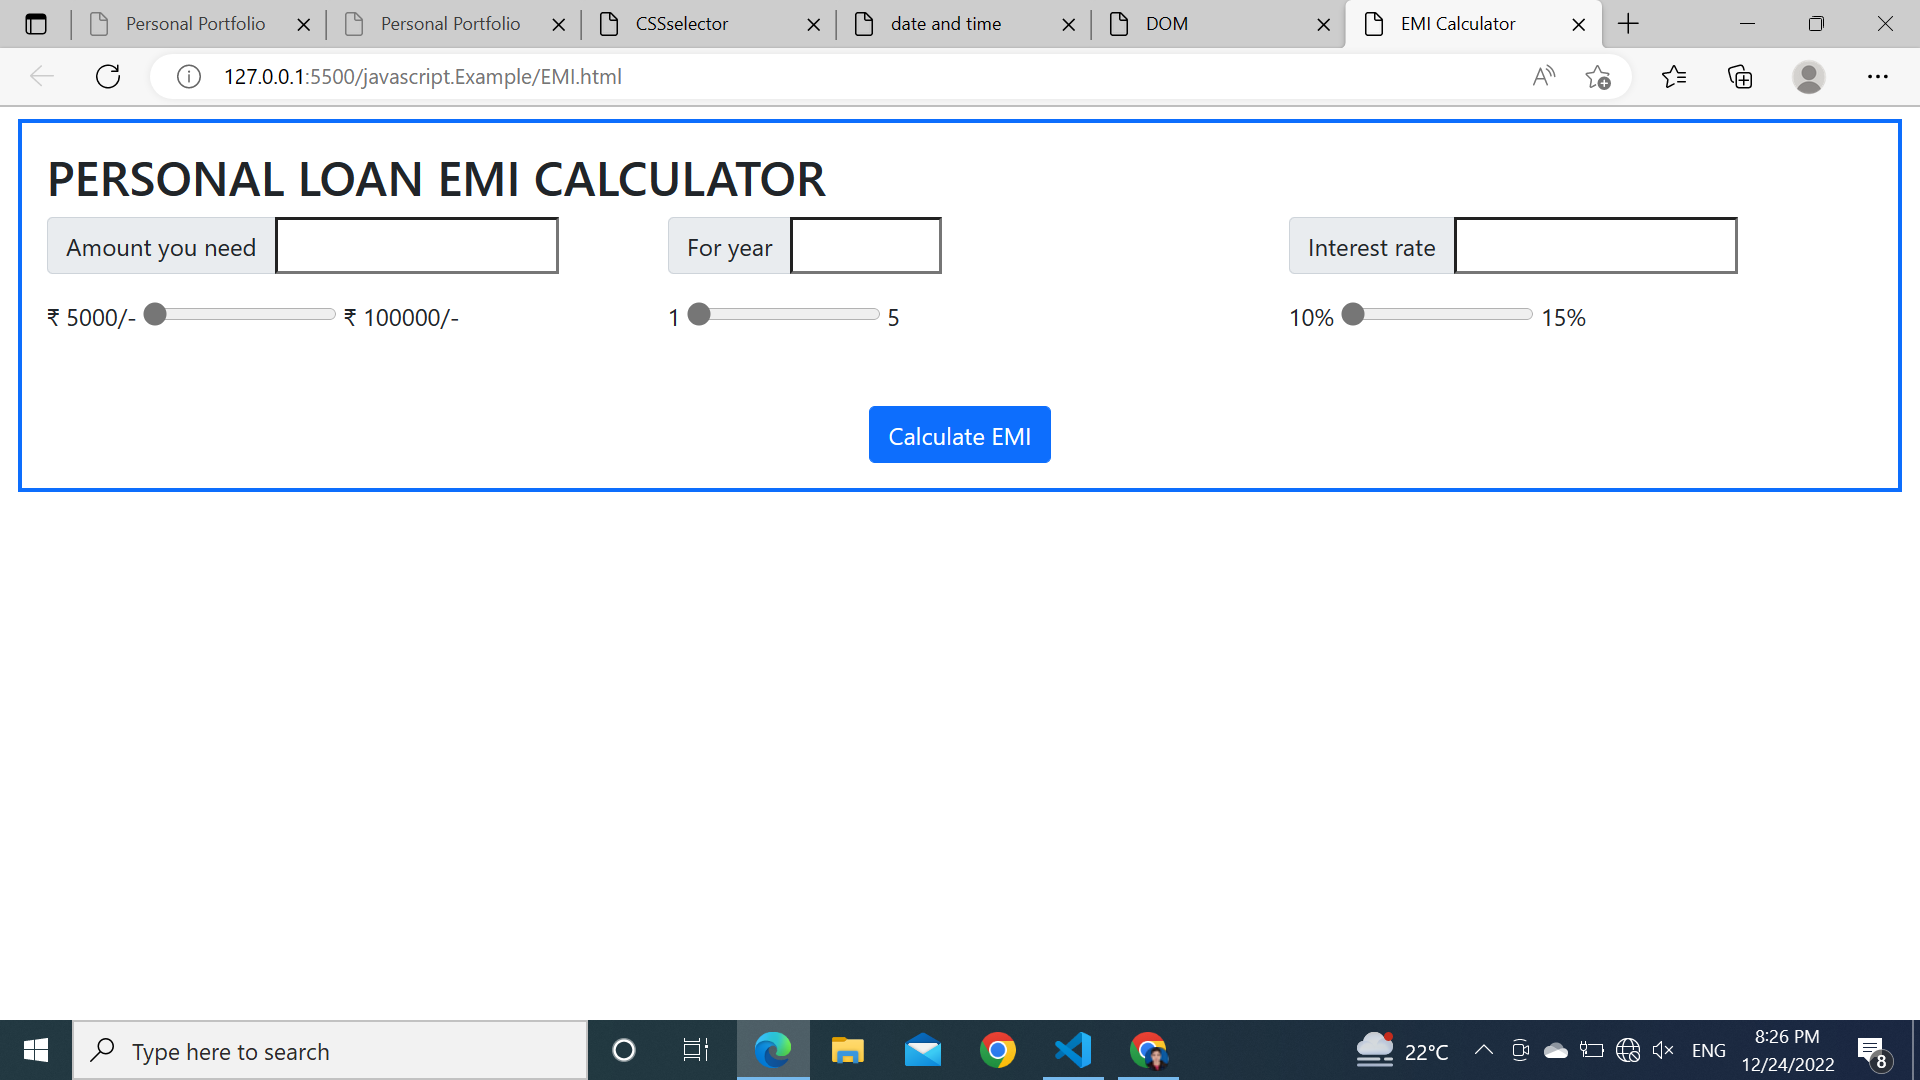 Personal Portfolio
Personal Portfolio
CSSselector
date and time
DOM
EMI Calculator
127.0.0.1:5500/javascript.Example/EMI.html
PERSONAL LOAN EMI CALCULATOR
Amount you need
For year
Interest rate
₹ 5000/- ₹ 100000/-
1 5
10% 15%
Calculate EMI
Type here to search
22°C
ENG
8:26 PM
12/24/2022
8